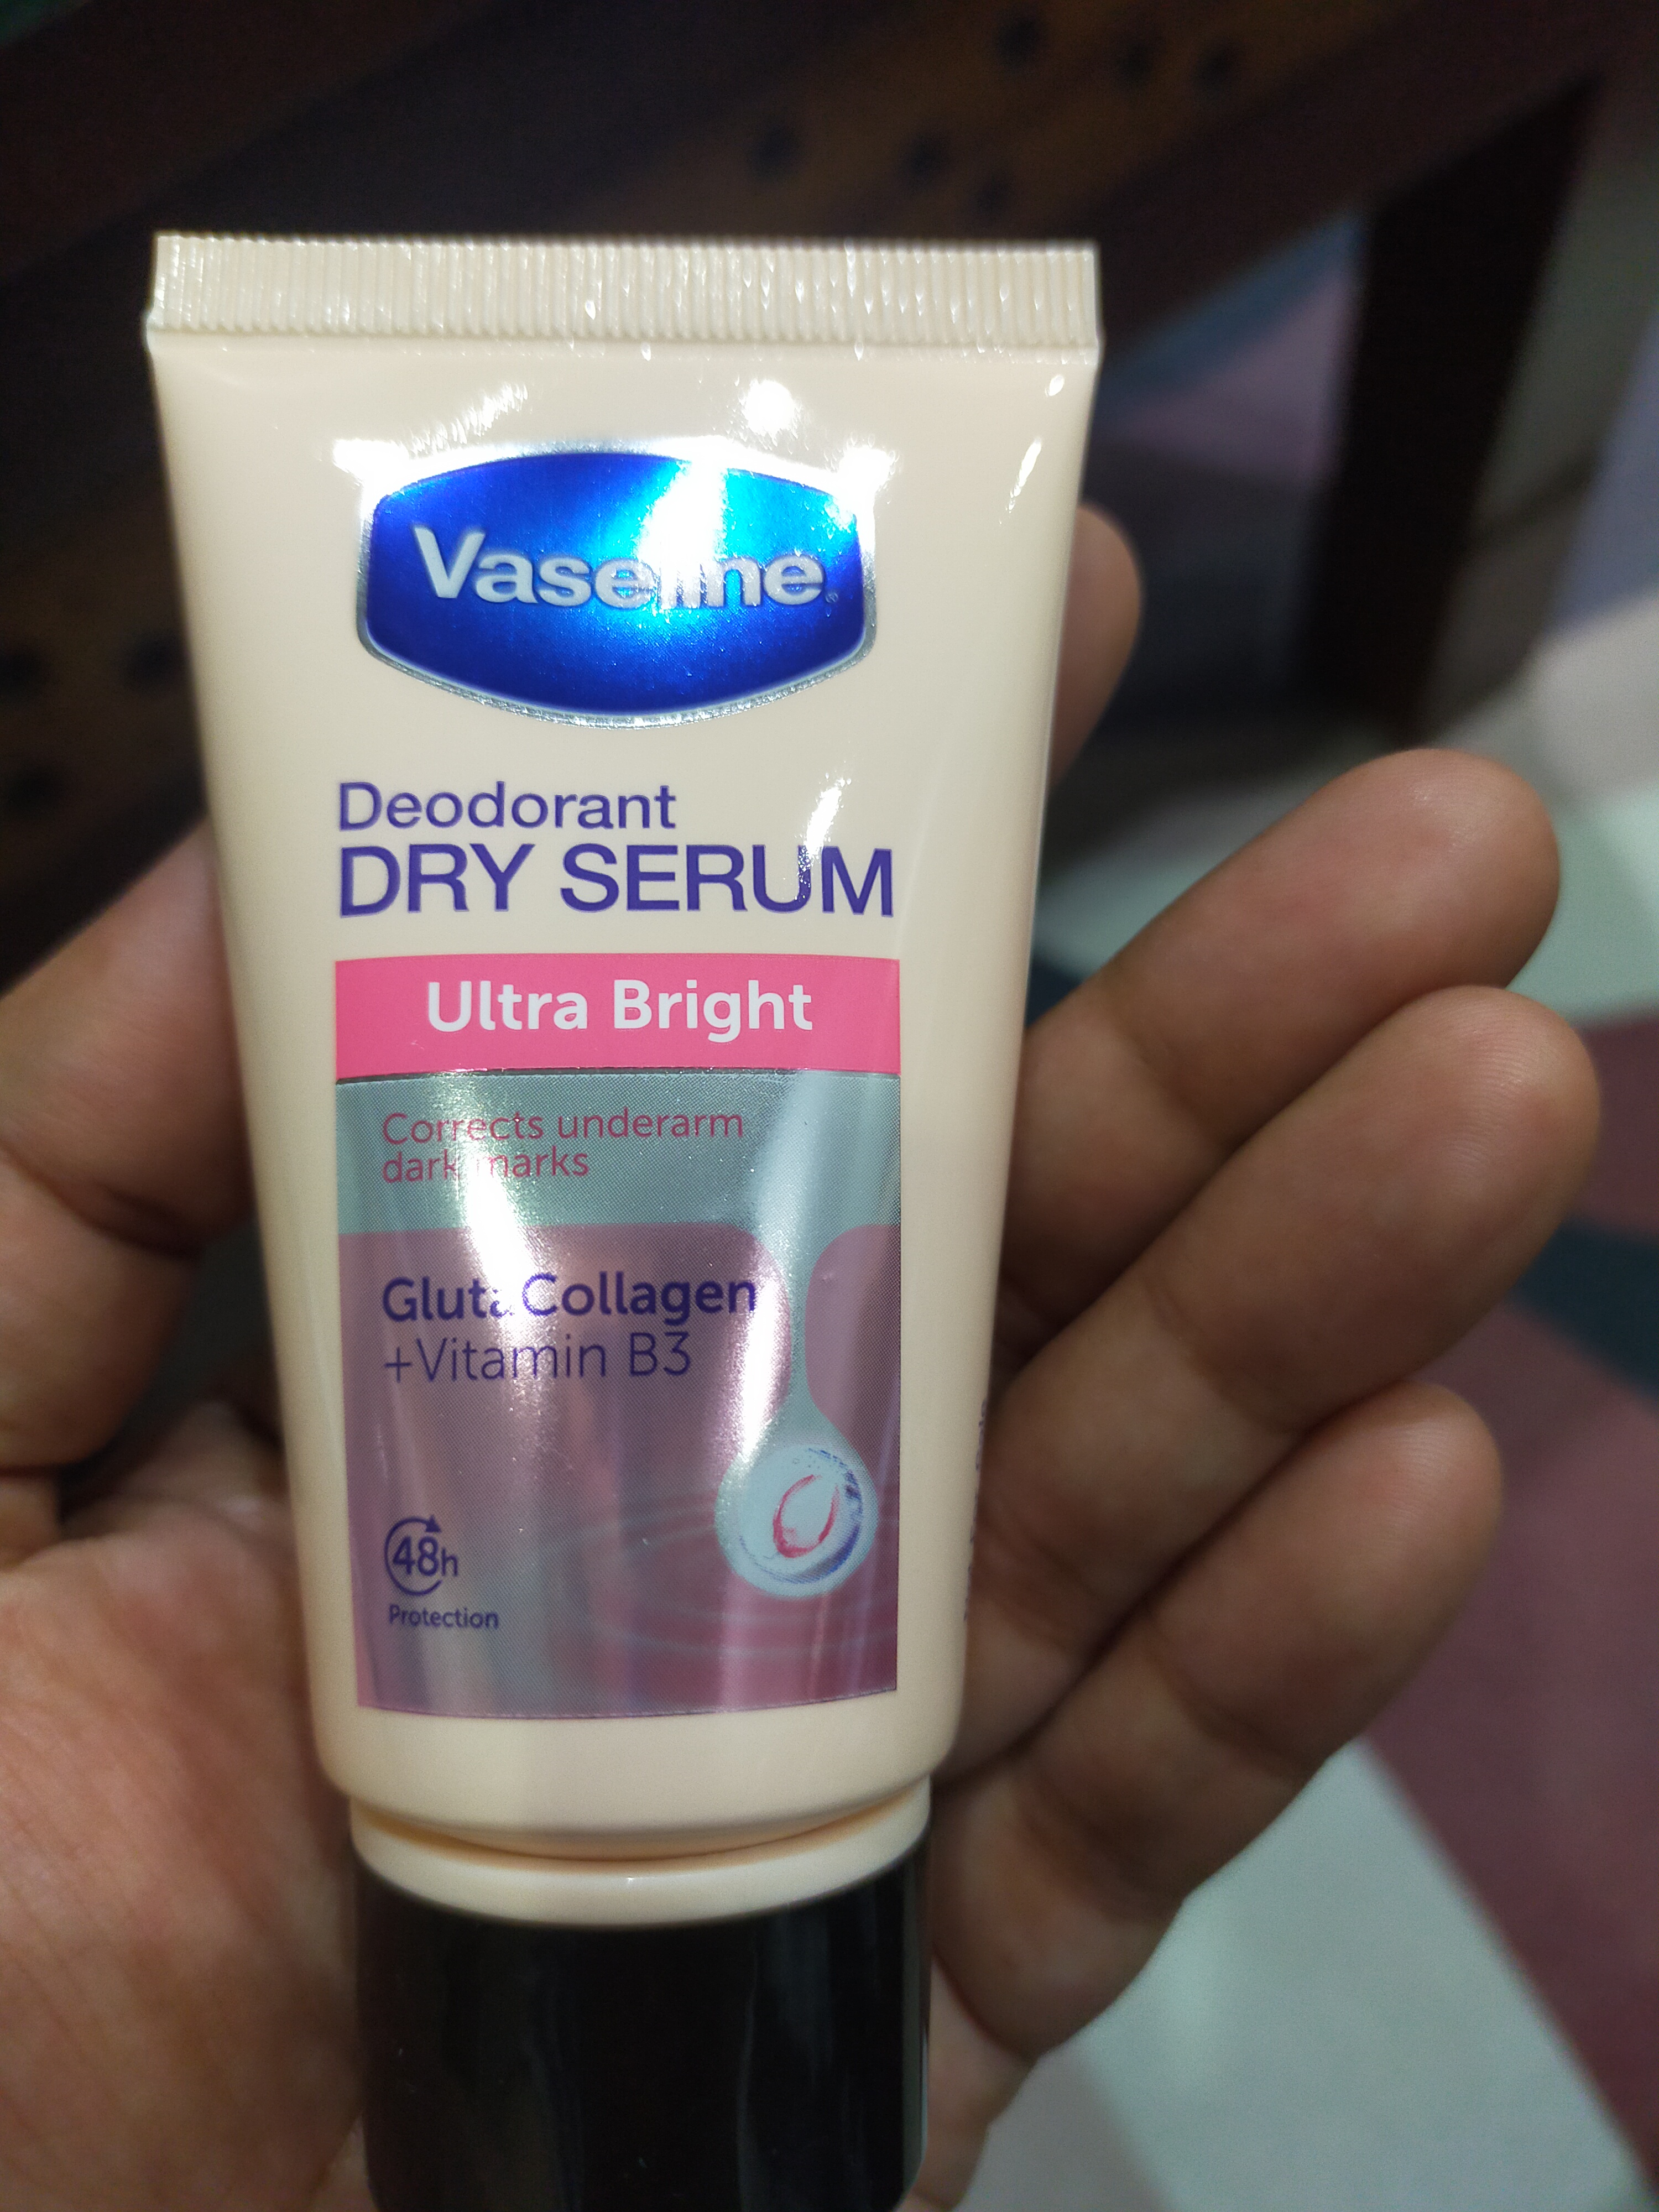 Vaseline
Deodorant
DRY SERUM
Ultra Bright
Corrects underarm
dark marks
Gluta Collagen
+Vitamin B3
48h
Protection